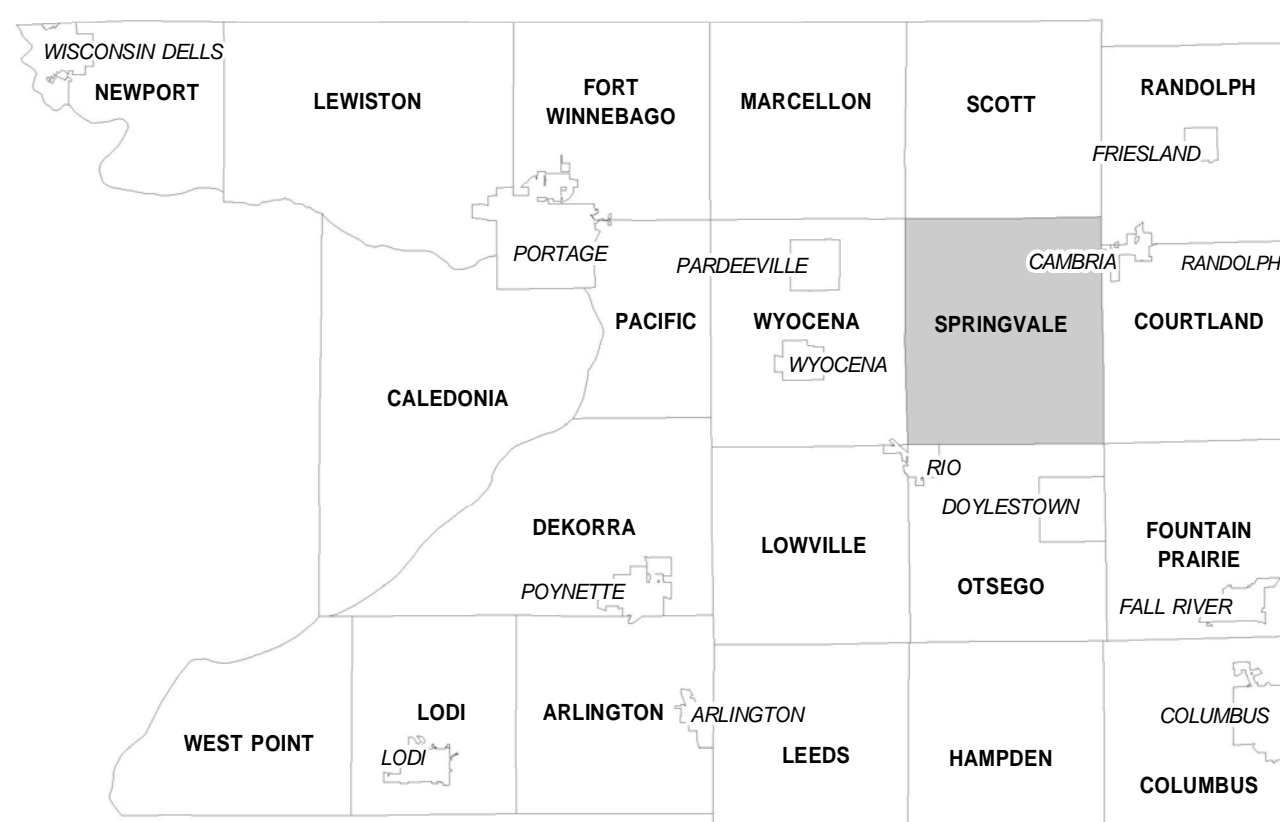 WISCONSIN DELLS
NEWPORT
LEWISTON
FORT
WINNEBAGO
MARCELLON
SCOTT
RANDOLPH
FRIESLAND
PORTAGE
PARDEEVILLE
CAMBRIA
RANDOLPH
PACIFIC
WYOCENA
SPRINGVALE
COURTLAND
WYOCENA
CALEDONIA
RIO
DOYLESTOWN
DEKORRA
LOWVILLE
FOUNTAIN
PRAIRIE
OTSEGO
POYNETTE
FALL RIVER
LODI
ARLINGTON
ARLINGTON
COLUMBUS
WEST POINT
LODI
LEEDS
HAMPDEN
COLUMBUS